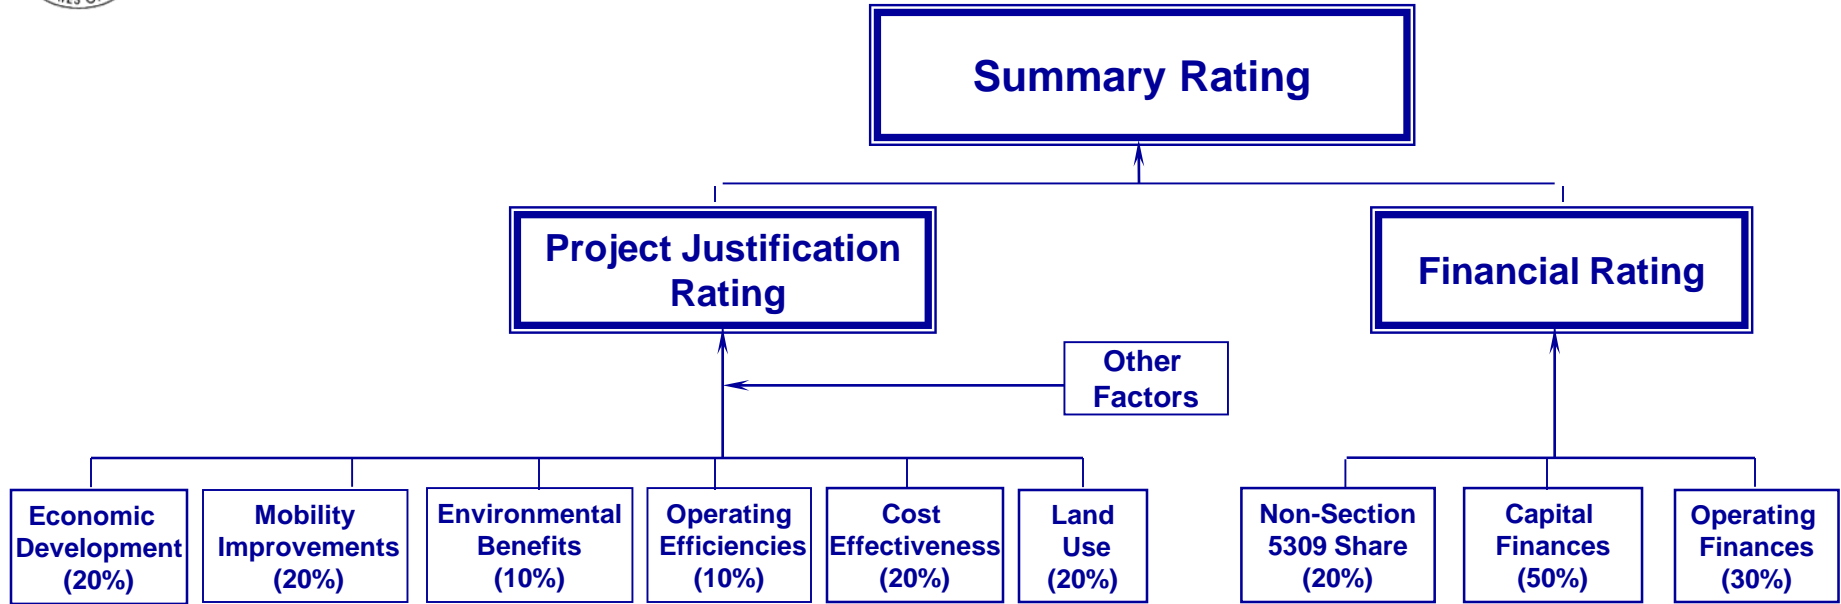 Summary Rating
Project Justification
Rating
Financial Rating
Other
Factors
Economic
Development
(20%)
Mobility
Improvements
(20%)
Environmental
Benefits
(10%)
Operating
Efficiencies
(10%)
Cost
Effectiveness
(20%)
Land
Use
(20%)
Non-Section
5309 Share
(20%)
Capital
Finances
(50%)
Operating
Finances
(30%)